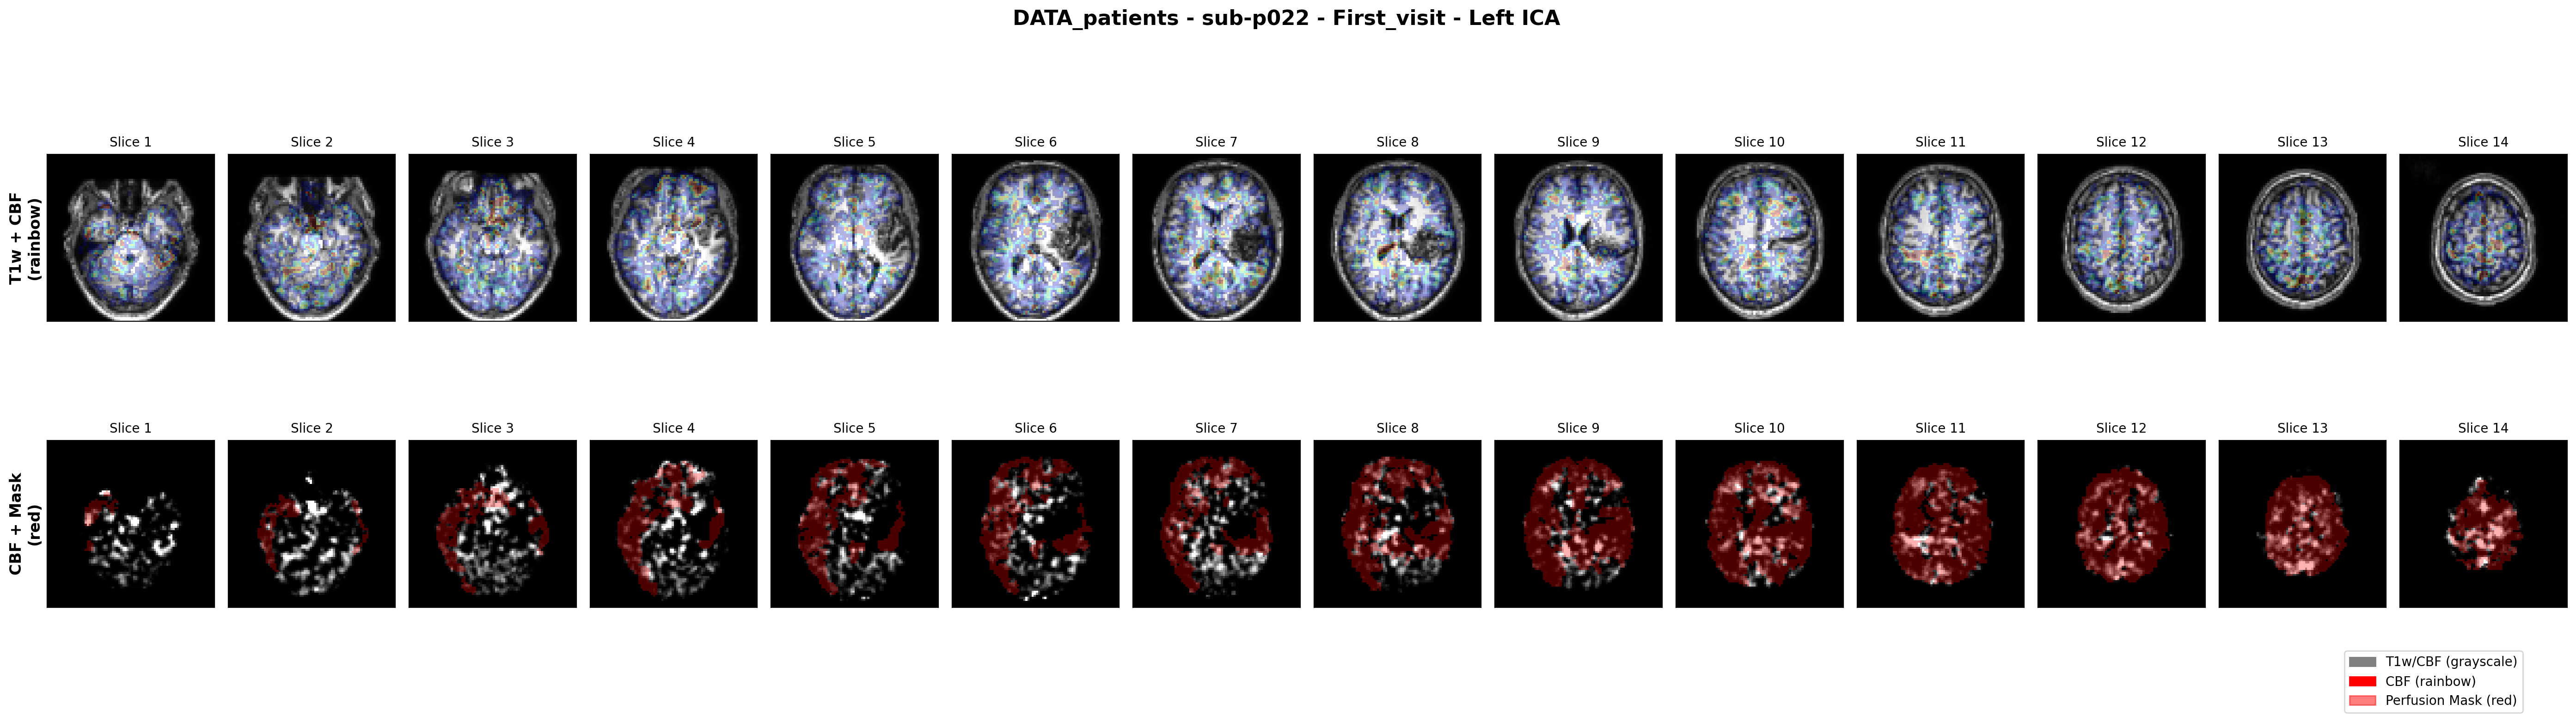 DATA_patients - sub-p022 - First_visit - Left ICA
Slice 1 Slice 2 Slice 3 Slice 4 Slice 5 Slice 6 Slice 7 Slice 8 Slice 9 Slice 10 Slice 11 Slice 12 Slice 13 Slice 14
T1w + CBF
(rainbow)
Slice 1 Slice 2 Slice 3 Slice 4 Slice 5 Slice 6 Slice 7 Slice 8 Slice 9 Slice 10 Slice 11 Slice 12 Slice 13 Slice 14
CBF + Mask
(red)
T1w/CBF (grayscale)
CBF (rainbow)
Perfusion Mask (red)